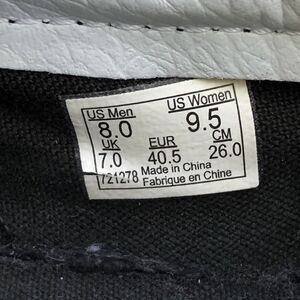 US Men US Women
8.0 9.5
UK EUR CM
7.0 40.5 26.0
721278 Made in China
Fabrique en Chine